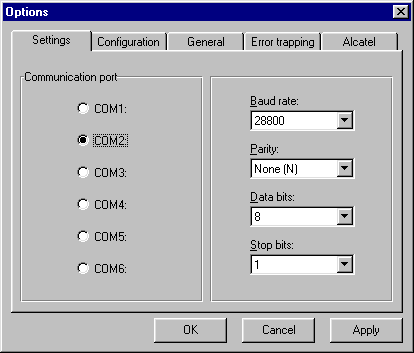 Options
Settings Configuration General Error trapping Alcatel
Communication port
COM1:
COM2:
COM3:
COM4:
COM5:
COM6:
Baud rate:
28800
Parity:
None (N)
Data bits:
8
Stop bits:
1
OK Cancel Apply